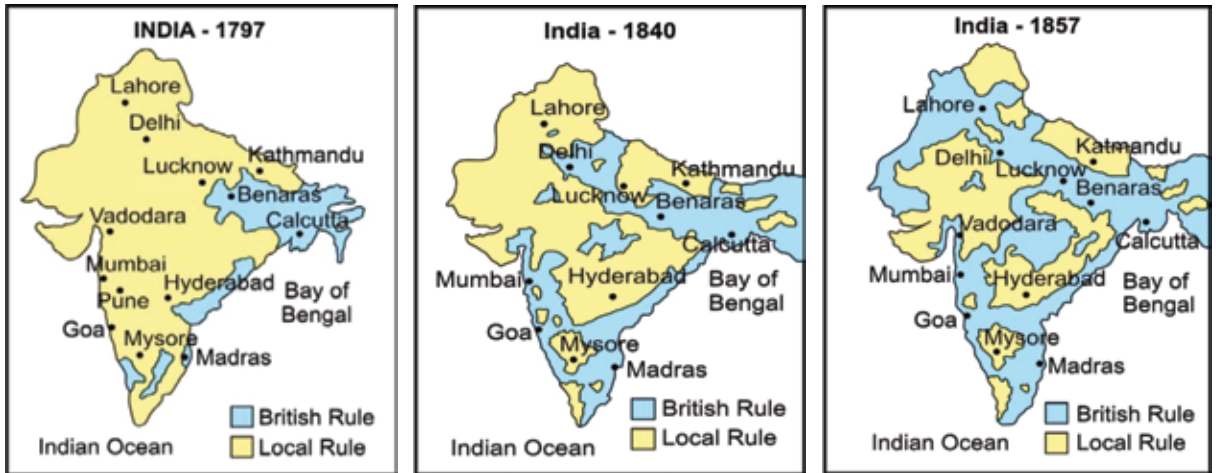 INDIA - 1797
Lahore
Delhi
Lucknow
Kathmandu
Benaras
Calcutta
Vadodara
Mumbai
Hyderabad
Pune
Bay of
Bengal
Goa
Mysore
Madras
British Rule
Indian Ocean
Local Rule
India - 1840
Lahore
Delhi
Kathmandu
Lucknow
Benaras
Calcutta
Mumbai
Hyderabad
Bay of
Bengal
Goa
Mysore
Madras
British Rule
Local Rule
Indian Ocean
India - 1857
Lahore
Delhi
Katmandu
Lucknow
Benaras
Vadodara
Calcutta
Mumbai
Hyderabad
Bay of
Bengal
Goa
Mysore
Madras
British Rule
Indian Ocean
Local Rule